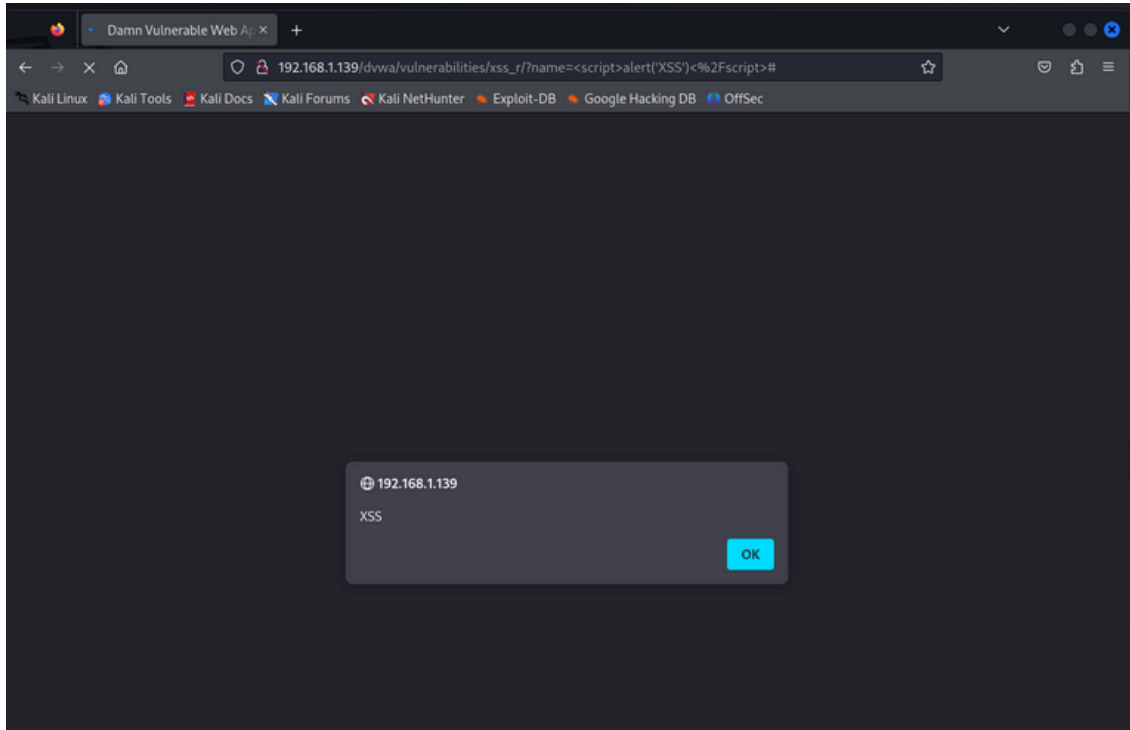 Damn Vulnerable Web Ap
192.168.1.139/dvwa/vulnerabilities/xss_r/?name=<script>alert('XSS')<%2Fscript>#
Kali Linux Kali Tools Kali Docs Kali Forums Kali NetHunter Exploit-DB Google Hacking DB OffSec
192.168.1.139
XSS
OK